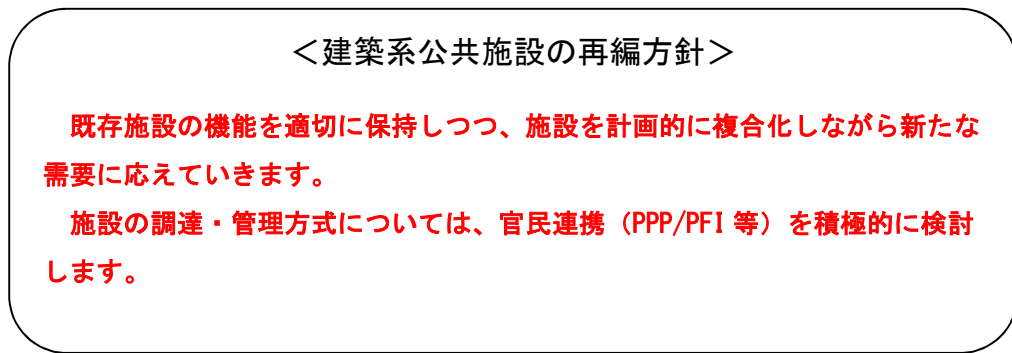 ＜建築系公共施設の再編方針＞
　既存施設の機能を適切に保持しつつ、施設を計画的に複合化しながら新たな
需要に応えていきます。
　施設の調達・管理方式については、官民連携（PPP/PFI 等）を積極的に検討
します。